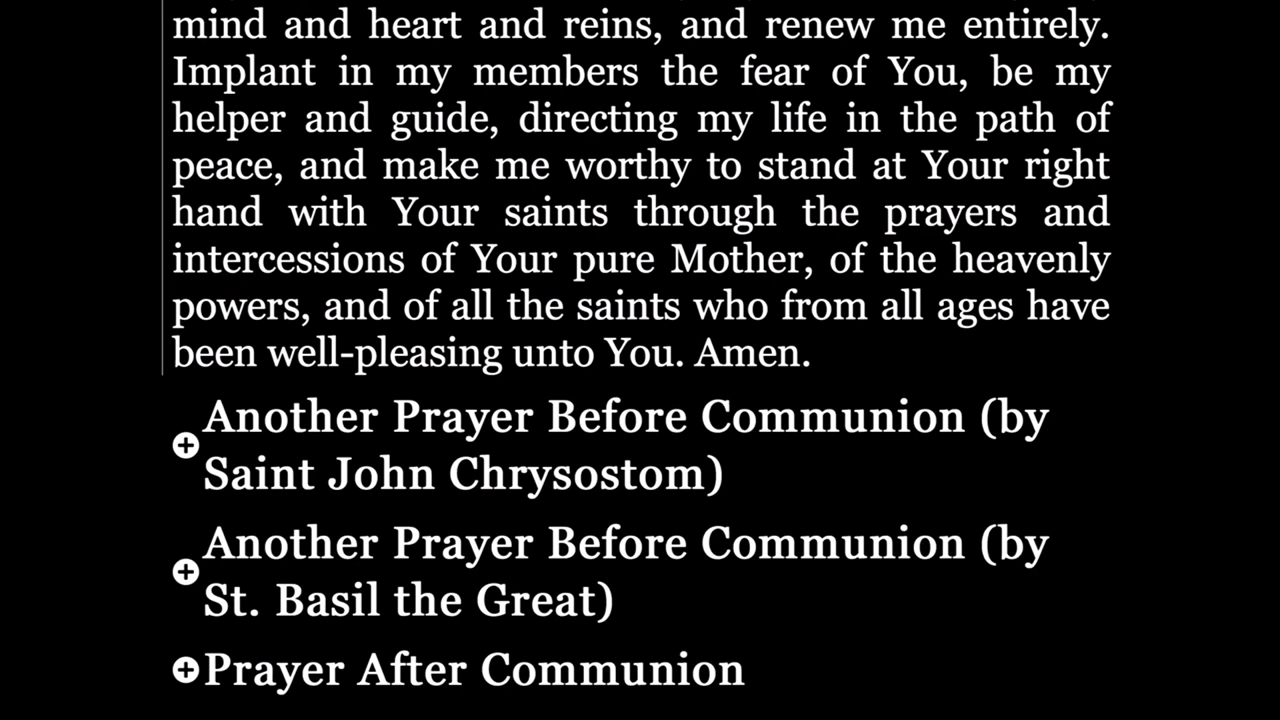 mind and heart and reins, and renew me entirely.
Implant in my members the fear of You, be my
helper and guide, directing my life in the path of
peace, and make me worthy to stand at Your right
hand with Your saints through the prayers and
intercessions of Your pure Mother, of the heavenly
powers, and of all the saints who from all ages have
been well-pleasing unto You. Amen.
Another Prayer Before Communion (by
Saint John Chrysostom)
Another Prayer Before Communion (by
St. Basil the Great)
Prayer After Communion